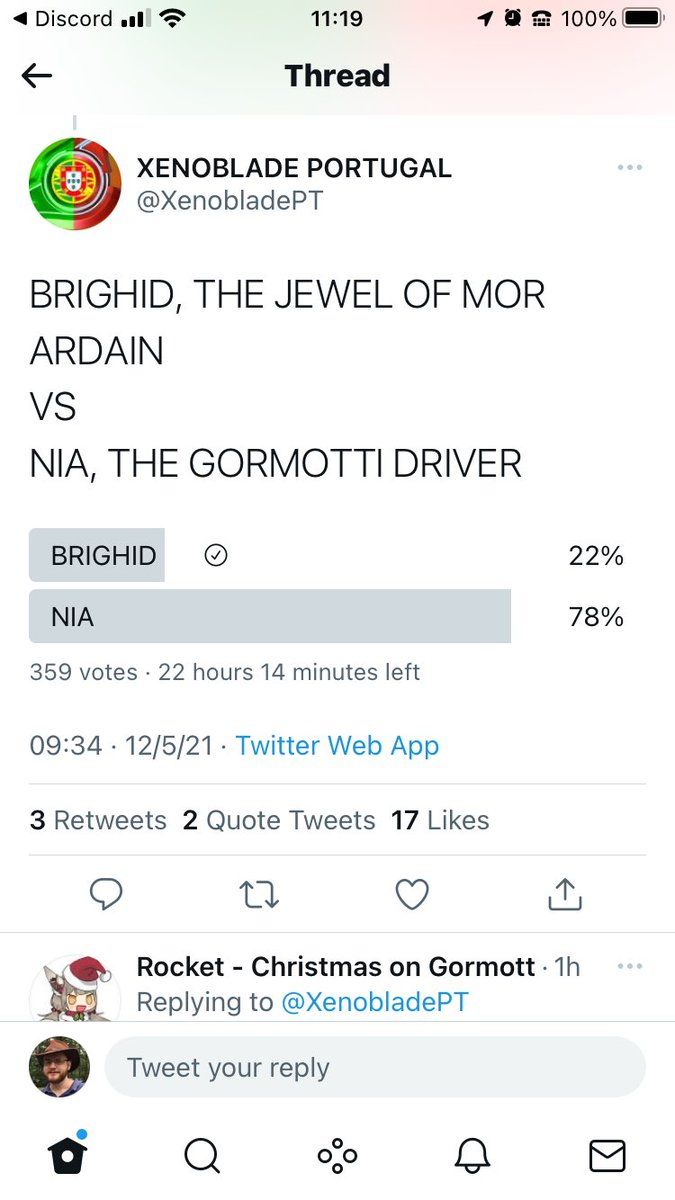 Discord 11:19 100%
Thread
XENOBLADE PORTUGAL
@XenobladePT
BRIGHID, THE JEWEL OF MOR
ARDAIN
VS
NIA, THE GORMOTTI DRIVER
BRIGHID 22%
NIA 78%
359 votes · 22 hours 14 minutes left
09:34 · 12/5/21 · Twitter Web App
3 Retweets 2 Quote Tweets 17 Likes
Rocket - Christmas on Gormott · 1h
Replying to @XenobladePT
Tweet your reply